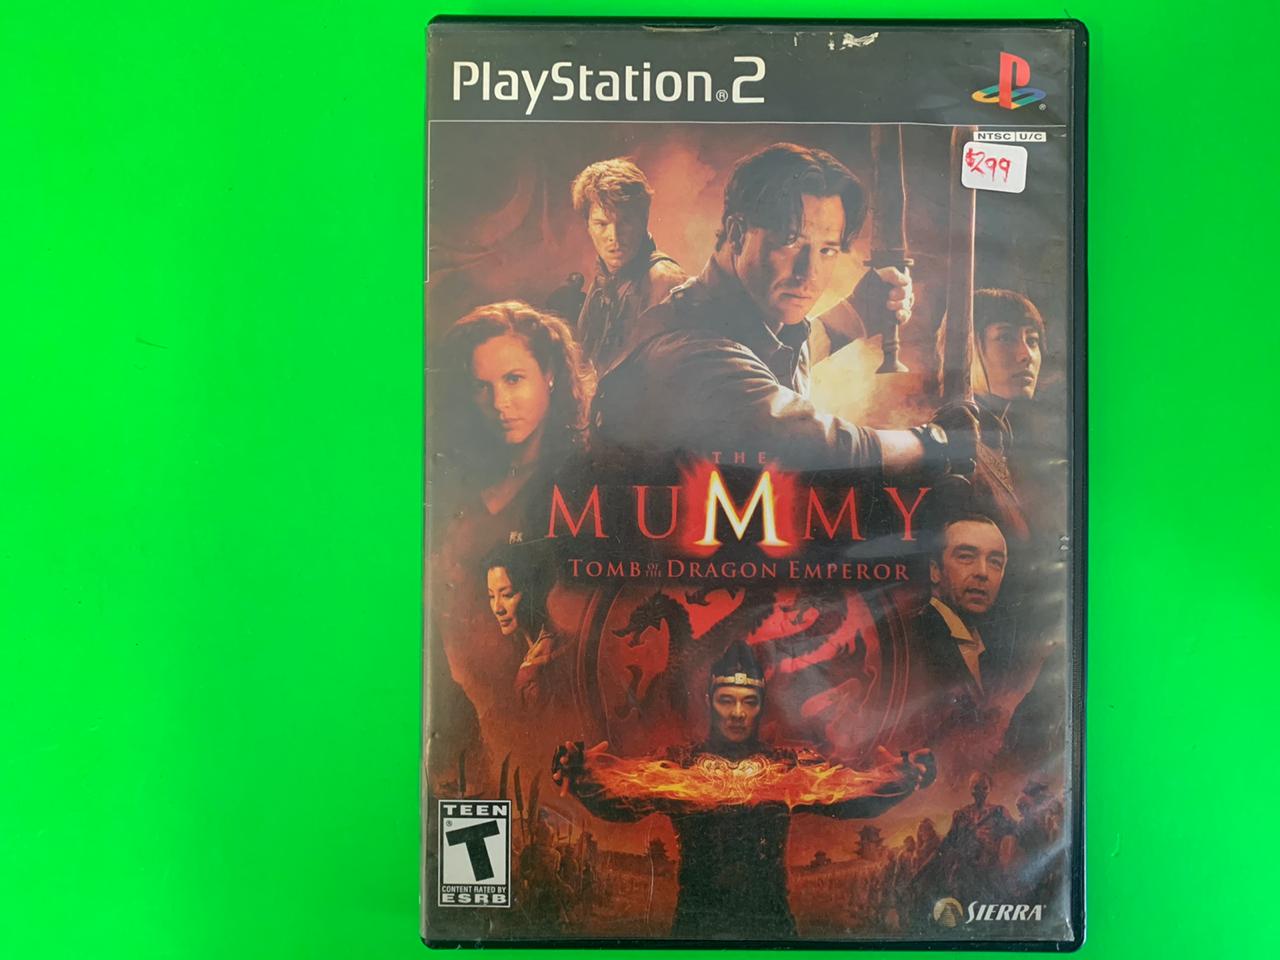 PlayStation®2
NTSC U/C
$2.99
THE
MUMMY
TOMB OF THE DRAGON EMPEROR
TEEN
T
CONTENT RATED BY
ESRB
SIERRA